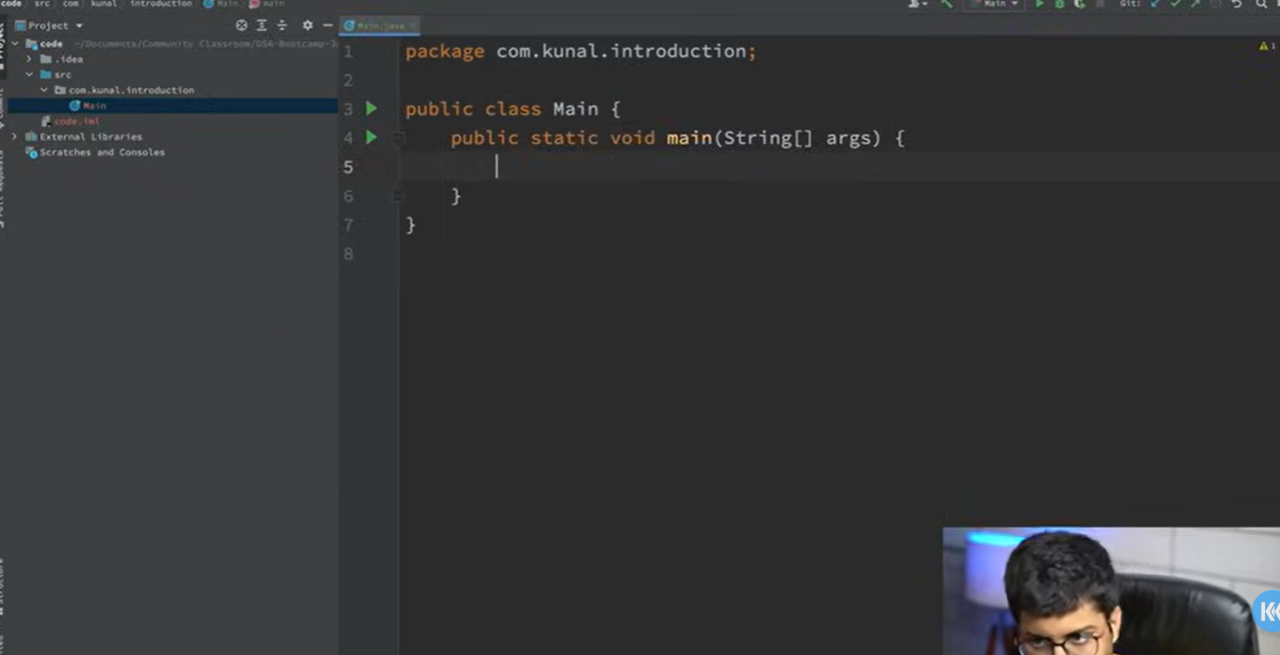 code src com kunal introduction Main main
Main Git:
Project
Main.java
code ~/Documents/Community Classroom/DSA-Bootcamp-J
.idea
src
com.kunal.introduction
Main
code.iml
External Libraries
Scratches and Consoles
1 package com.kunal.introduction;
2
3 public class Main {
4 public static void main(String[] args) {
5
6 }
7 }
8
1
Structure